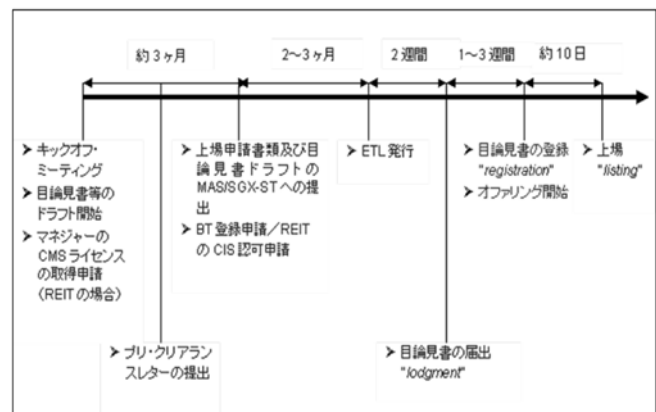 約3ヶ月
2～3ヶ月
2週間
1～3週間
約10日
➤ キックオフ・
ミーティング
➤ 目論見書等の
ドラフト開始
➤ マネジャーの
CMSライセンス
の取得申請
(REITの場合)
➤ プリ・クリアラン
スレターの提出
➤ 上場申請書類及び目
論見書ドラフトの
MAS/SGX-STへの提
出
➤ BT登録申請／REIT
のCIS認可申請
➤ ETL発行
➤ 目論見書の届出
"lodgment"
➤ 目論見書の登録
"registration"
➤ オファリング開始
➤ 上場
"listing"